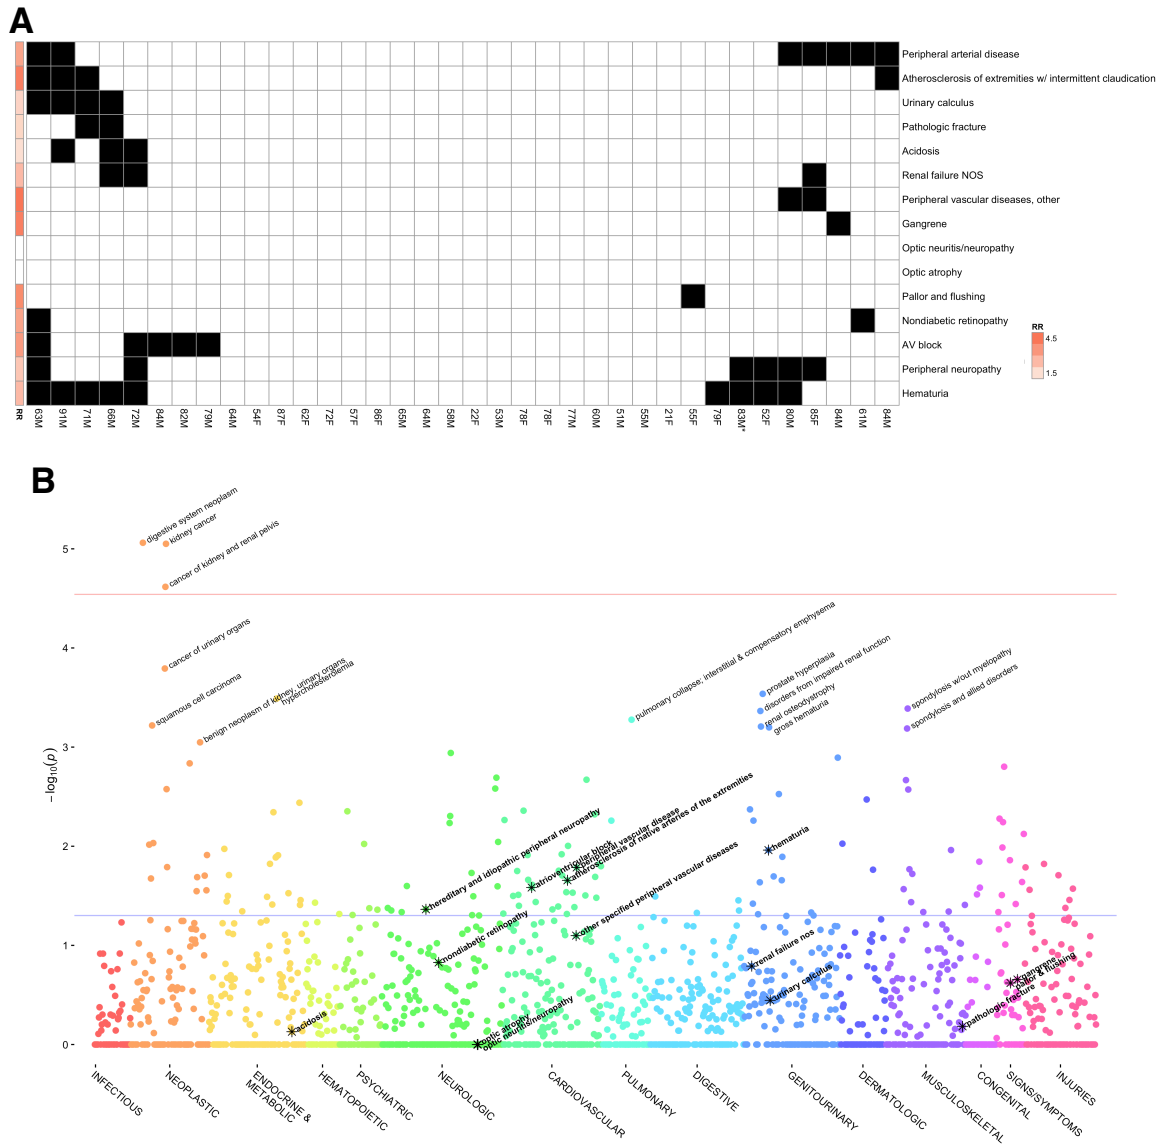 A
Peripheral arterial disease
Atherosclerosis of extremities w/ intermittent claudication
Urinary calculus
Pathologic fracture
Acidosis
Renal failure NOS
Peripheral vascular diseases, other
Gangrene
Optic neuritis/neuropathy
Optic atrophy
Pallor and flushing
Nondiabetic retinopathy
AV block
Peripheral neuropathy
Hematuria
RR
4.5
1.5
RR 63M 91M 71M 66M 72M 84M 82M 79M 64M 54F 87F 62F 72M 57F 86F 65M 64M 58M 22F 53M 78F 78F 77M 60M 51M 56M 21F 55F 79F 83M* 52F 80M 85F 84M 61M 84M
B
digestive system neoplasm
kidney cancer
cancer of kidney and renal pelvis
cancer of urinary organs
squamous cell carcinoma
benign neoplasm of kidney, urinary organs
hypercholesterolemia
pulmonary collapse; interstitial & compensatory emphysema
prostate hyperplasia
disorders from impaired renal function
renal osteodystrophy
gross hematuria
spondylosis w/out myelopathy
spondylosis and allied disorders
hereditary and idiopathic peripheral neuropathy
atrioventricular block
peripheral vascular disease
atherosclerosis of native arteries of the extremities
other specified peripheral vascular diseases
hematuria
nondiabetic retinopathy
renal failure nos
urinary calculus
gangrene
pallor & flushing
pathologic fracture
acidosis
optic atrophy
optic neuritis/neuropathy
−log10(p)
5
4
3
2
1
0
INFECTIOUS
NEOPLASTIC
ENDOCRINE &
METABOLIC
HEMATOPOIETIC
PSYCHIATRIC
NEUROLOGIC
CARDIOVASCULAR
PULMONARY
DIGESTIVE
GENITOURINARY
DERMATOLOGIC
MUSCULOSKELETAL
CONGENITAL
SIGNS/SYMPTOMS
INJURIES